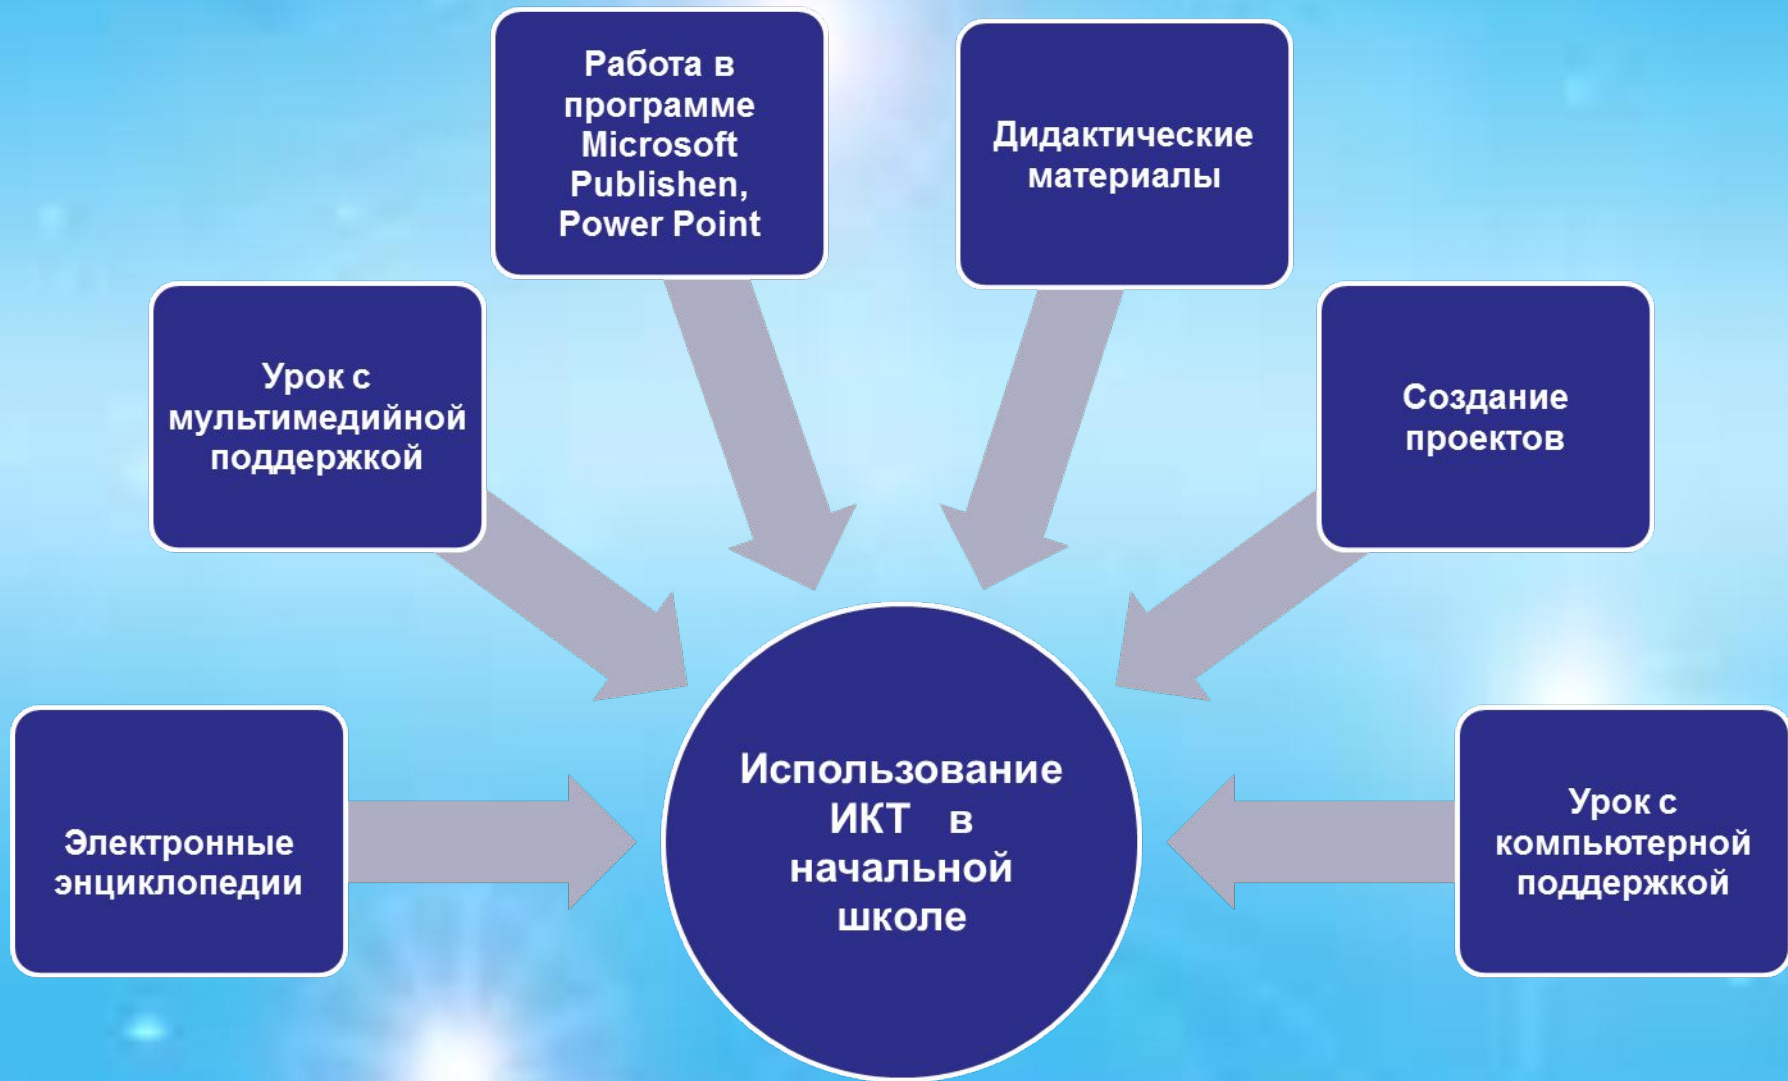 Работа в
программе
Microsoft
Publishen,
Power Point
Дидактические
материалы
Урок с
мультимедийной
поддержкой
Создание
проектов
Электронные
энциклопедии
Использование
ИКТ в
начальной
школе
Урок с
компьютерной
поддержкой